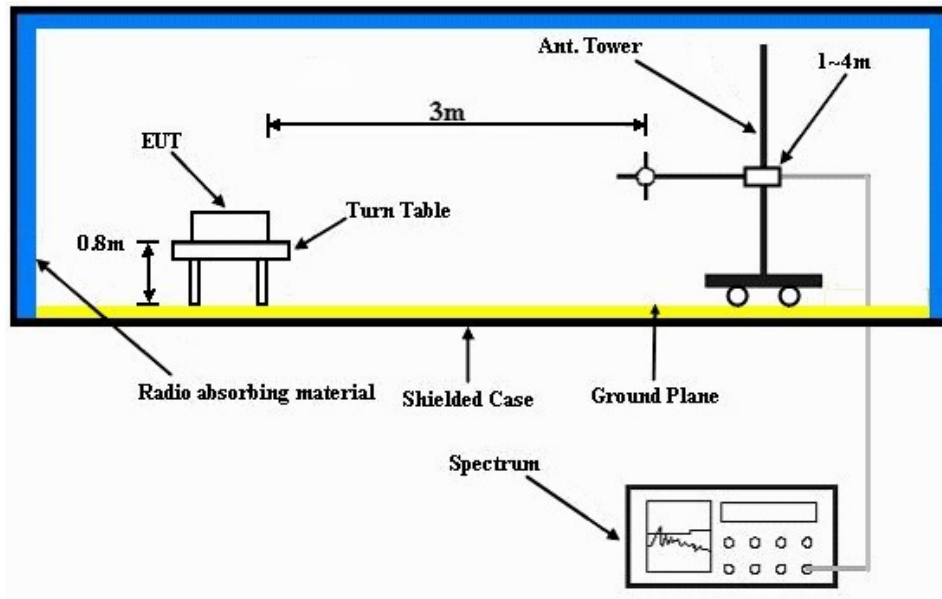 Ant. Tower
1~4m
3m
EUT
Turn Table
0.8m
Radio absorbing material
Shielded Case
Ground Plane
Spectrum